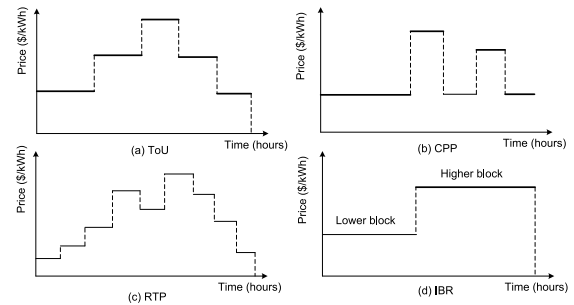 Price ($/kWh)
(a) ToU
Time (hours)
Price ($/kWh)
(b) CPP
Time (hours)
Price ($/kWh)
(c) RTP
Time (hours)
Price ($/kWh)
Lower block
Higher block
(d) IBR
Time (hours)